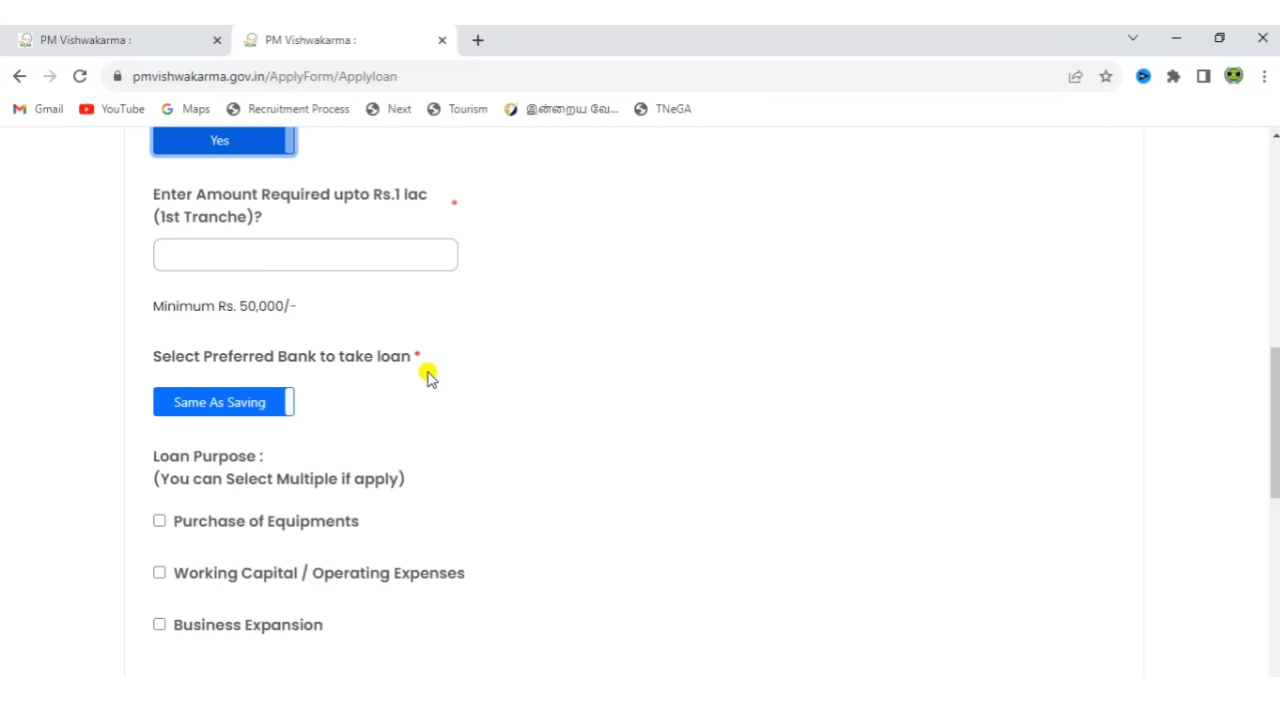 PM Vishwakarma :
PM Vishwakarma :
pmvishwakarma.gov.in/ApplyForm/Applyloan
Gmail YouTube Maps Recruitment Process Next Tourism இன்றைய வே... TNeGA
Yes
Enter Amount Required upto Rs.1 lac *
(1st Tranche)?
Minimum Rs. 50,000/-
Select Preferred Bank to take loan *
Same As Saving
Loan Purpose :
(You can Select Multiple if apply)
Purchase of Equipments
Working Capital / Operating Expenses
Business Expansion